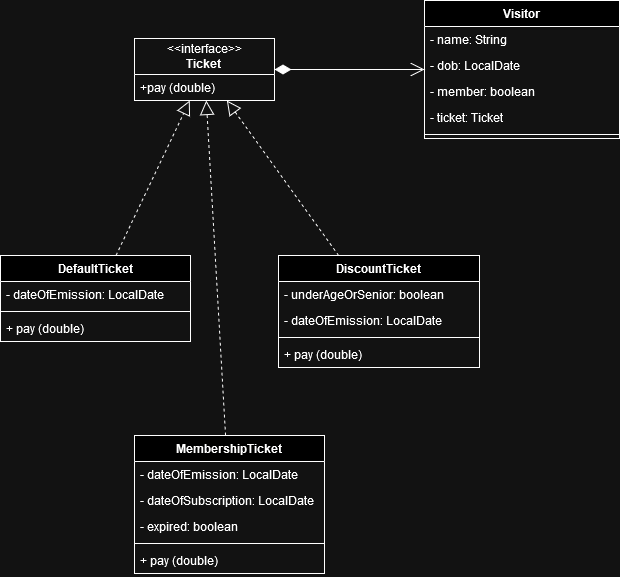 Visitor
- name: String
- dob: LocalDate
- member: boolean
- ticket: Ticket
<<interface>>
Ticket
+pay (double)
DefaultTicket
- dateOfEmission: LocalDate
+ pay (double)
DiscountTicket
- underAgeOrSenior: boolean
- dateOfEmission: LocalDate
+ pay (double)
MembershipTicket
- dateOfEmission: LocalDate
- dateOfSubscription: LocalDate
- expired: boolean
+ pay (double)